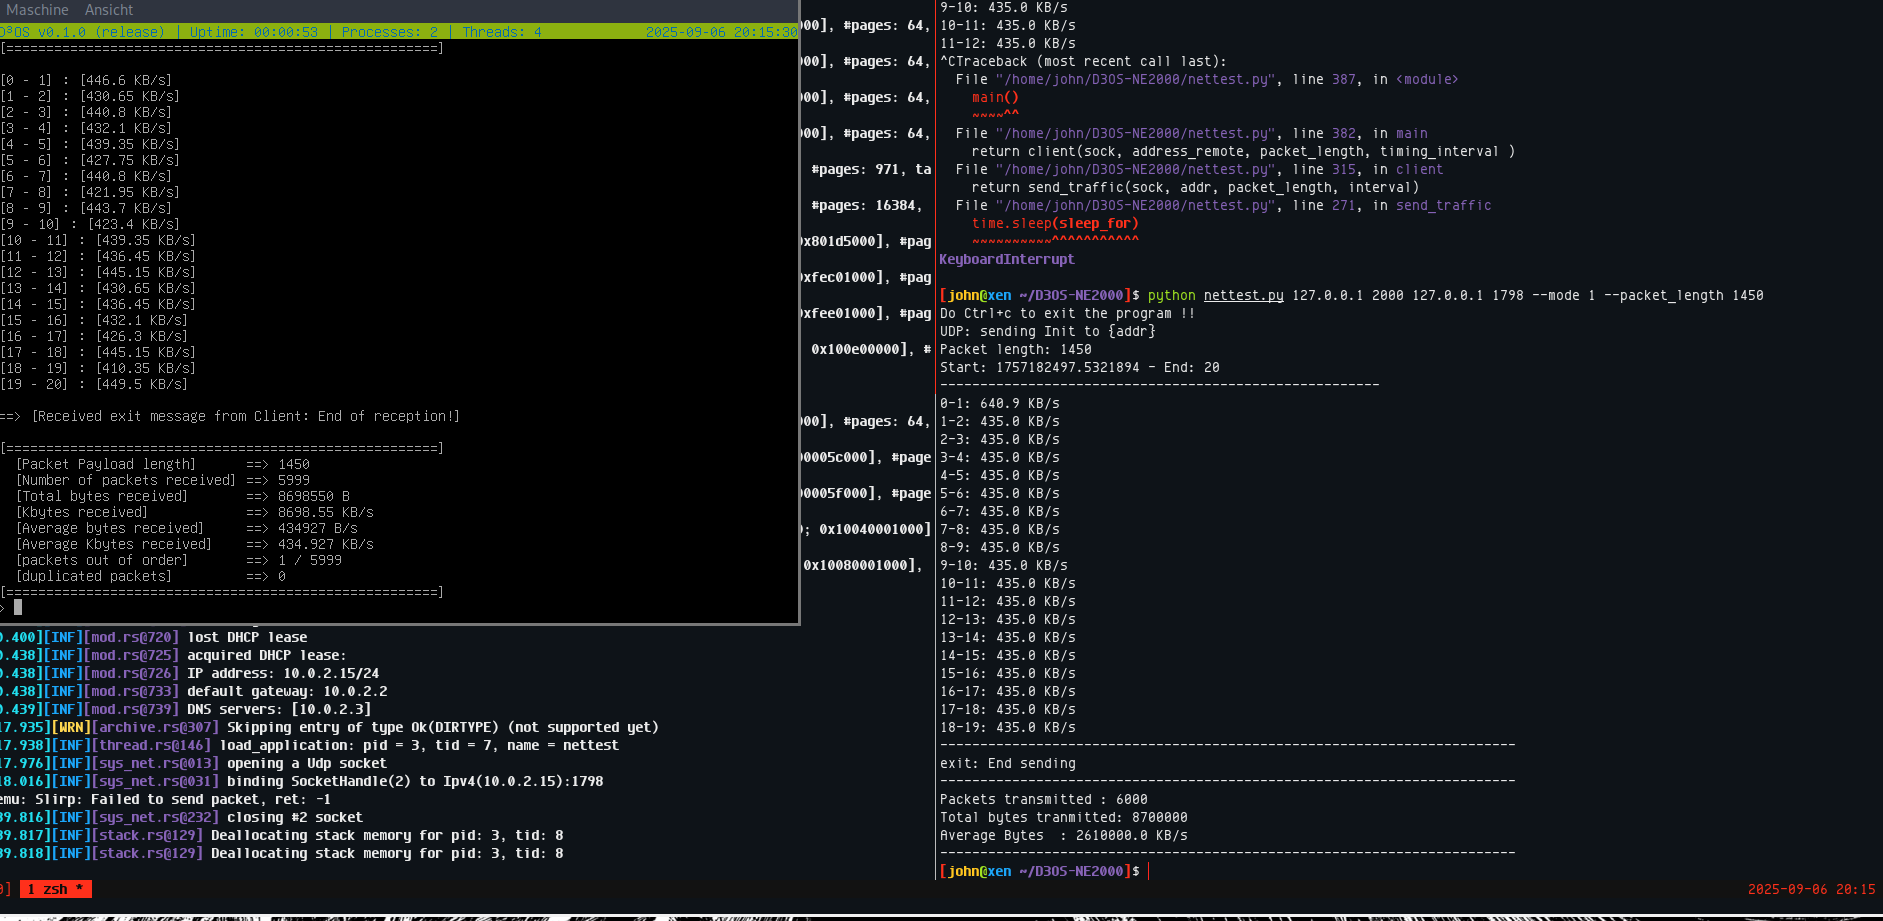 Maschine Ansicht
D³OS v0.1.0 (release) | Uptime: 00:00:53 | Processes: 2 | Threads: 4 2025-09-06 20:15:30
[======================================================]
[0 - 1] : [446.6 KB/s]
[1 - 2] : [430.65 KB/s]
[2 - 3] : [440.8 KB/s]
[3 - 4] : [432.1 KB/s]
[4 - 5] : [439.35 KB/s]
[5 - 6] : [427.75 KB/s]
[6 - 7] : [440.8 KB/s]
[7 - 8] : [421.95 KB/s]
[8 - 9] : [443.7 KB/s]
[9 - 10] : [423.4 KB/s]
[10 - 11] : [439.35 KB/s]
[11 - 12] : [436.45 KB/s]
[12 - 13] : [445.15 KB/s]
[13 - 14] : [430.65 KB/s]
[14 - 15] : [436.45 KB/s]
[15 - 16] : [432.1 KB/s]
[16 - 17] : [426.3 KB/s]
[17 - 18] : [445.15 KB/s]
[18 - 19] : [410.35 KB/s]
[19 - 20] : [449.5 KB/s]
==> [Received exit message from Client: End of reception!]
[======================================================]
[Packet Payload length] ==> 1450
[Number of packets received] ==> 5999
[Total bytes received] ==> 8698550 B
[Kbytes received] ==> 8698.55 KB/s
[Average bytes received] ==> 434927 B/s
[Average Kbytes received] ==> 434.927 KB/s
[packets out of order] ==> 1 / 5999
[duplicated packets] ==> 0
[======================================================]
>
00], #pages: 64,
00], #pages: 64,
00], #pages: 64,
00], #pages: 64,
#pages: 971, ta
#pages: 16384,
0x801d5000], #pag
0xfec01000], #pag
0xfee01000], #pag
0x100e00000], #
00], #pages: 64,
00005c000], #page
00005f000], #page
0; 0x10040001000]
0x10080001000],
0.400][INF][mod.rs@720] lost DHCP lease
0.438][INF][mod.rs@725] acquired DHCP lease:
0.438][INF][mod.rs@726] IP address: 10.0.2.15/24
0.438][INF][mod.rs@733] default gateway: 10.0.2.2
0.439][INF][mod.rs@739] DNS servers: [10.0.2.3]
17.935][WRN][archive.rs@307] Skipping entry of type Ok(DIRTYPE) (not supported yet)
17.938][INF][thread.rs@146] load_application: pid = 3, tid = 7, name = nettest
17.976][INF][sys_net.rs@013] opening a Udp socket
18.016][INF][sys_net.rs@031] binding SocketHandle(2) to Ipv4(10.0.2.15):1798
emu: Slirp: Failed to send packet, ret: -1
39.816][INF][sys_net.rs@232] closing #2 socket
39.817][INF][stack.rs@129] Deallocating stack memory for pid: 3, tid: 8
39.818][INF][stack.rs@129] Deallocating stack memory for pid: 3, tid: 8
9-10: 435.0 KB/s
10-11: 435.0 KB/s
11-12: 435.0 KB/s
^CTraceback (most recent call last):
File "/home/john/D3OS-NE2000/nettest.py", line 387, in <module>
main()
~~~~^^
File "/home/john/D3OS-NE2000/nettest.py", line 382, in main
return client(sock, address_remote, packet_length, timing_interval )
File "/home/john/D3OS-NE2000/nettest.py", line 315, in client
return send_traffic(sock, addr, packet_length, interval)
File "/home/john/D3OS-NE2000/nettest.py", line 271, in send_traffic
time.sleep(sleep_for)
~~~~~~~~~~^^^^^^^^^^^
KeyboardInterrupt
[john@xen ~/D3OS-NE2000]$ python nettest.py 127.0.0.1 2000 127.0.0.1 1798 --mode 1 --packet_length 1450
Do Ctrl+c to exit the program !!
UDP: sending Init to {addr}
Packet length: 1450
Start: 1757182497.5321894 - End: 20
-------------------------------------------------------
0-1: 640.9 KB/s
1-2: 435.0 KB/s
2-3: 435.0 KB/s
3-4: 435.0 KB/s
4-5: 435.0 KB/s
5-6: 435.0 KB/s
6-7: 435.0 KB/s
7-8: 435.0 KB/s
8-9: 435.0 KB/s
9-10: 435.0 KB/s
10-11: 435.0 KB/s
11-12: 435.0 KB/s
12-13: 435.0 KB/s
13-14: 435.0 KB/s
14-15: 435.0 KB/s
15-16: 435.0 KB/s
16-17: 435.0 KB/s
17-18: 435.0 KB/s
18-19: 435.0 KB/s
------------------------------------------------------------------------
exit: End sending
------------------------------------------------------------------------
Packets transmitted : 6000
Total bytes tranmitted: 8700000
Average Bytes : 2610000.0 KB/s
------------------------------------------------------------------------
[john@xen ~/D3OS-NE2000]$
0] 1 zsh * 2025-09-06 20:15